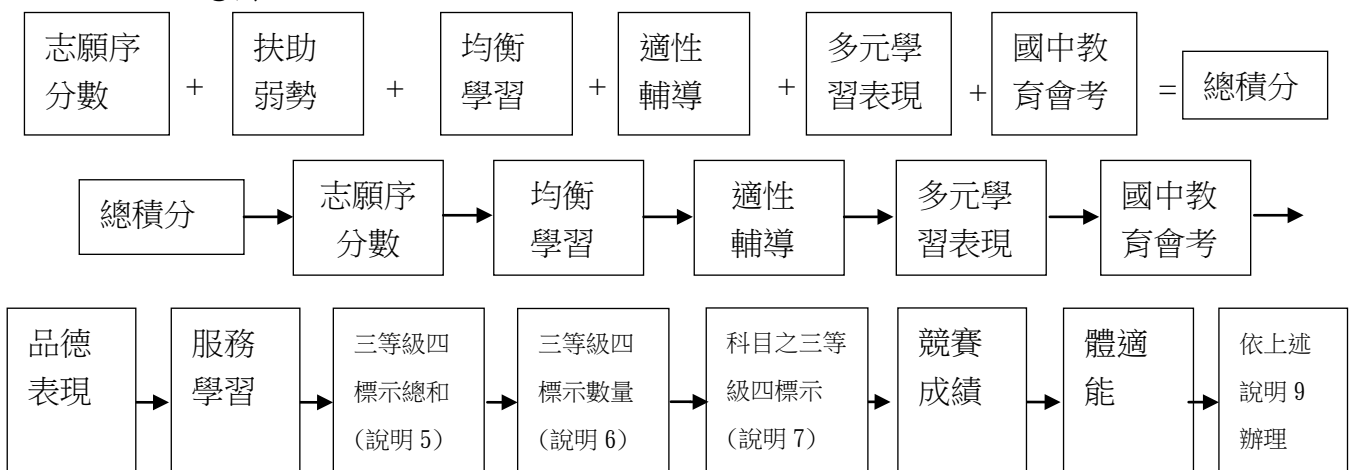 志願序 扶助 均衡 適性 多元學 國中教
分數 + 弱勢 + 學習 + 輔導 + 習表現 + 育會考 = 總積分
志願序 均衡 適性 多元學 國中教
總積分 分數 學習 輔導 習表現 育會考
品德 服務 三等級四 三等級四 科目之三等 競賽 體適 依上述
表現 學習 標示總和 標示數量 級四標示 成績 能 說明 9
(說明 5) (說明 6) (說明 7) 辦理